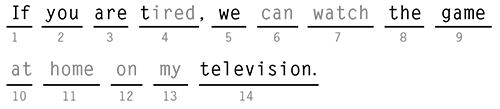 If you are tired, we can watch the game
1 2 3 4 5 6 7 8 9
at home on my television.
10 11 12 13 14